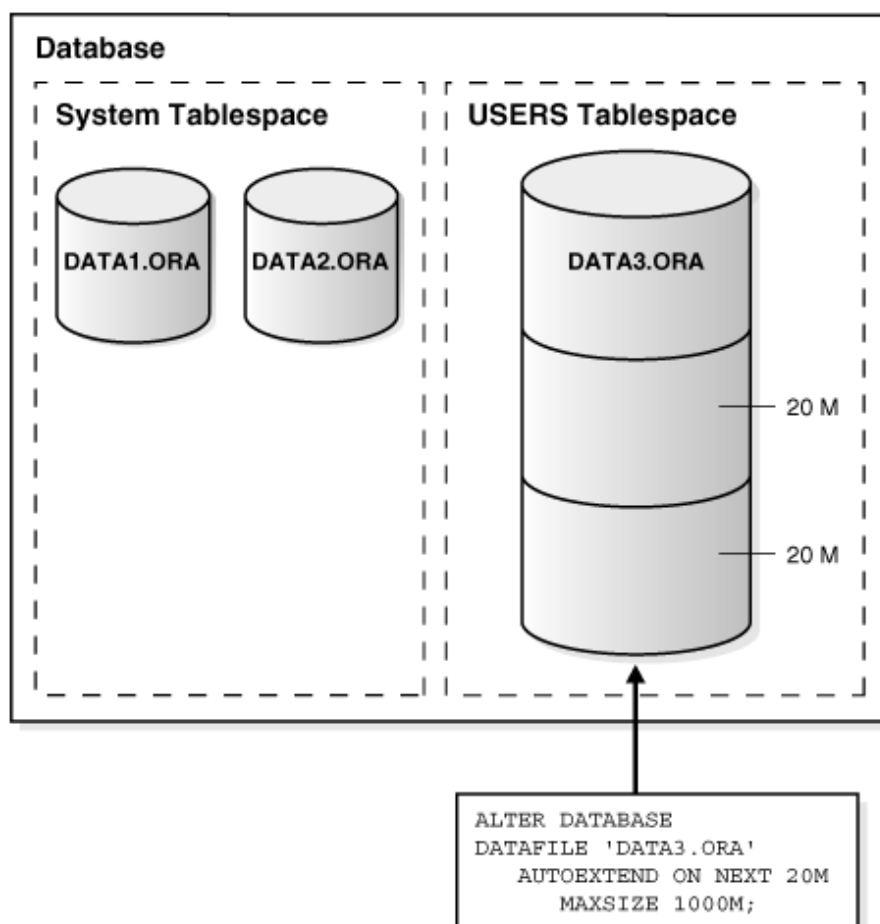 Database
System Tablespace
USERS Tablespace
DATA1.ORA
DATA2.ORA
DATA3.ORA
20 M
20 M
ALTER DATABASE
DATAFILE 'DATA3.ORA'
AUTOEXTEND ON NEXT 20M
MAXSIZE 1000M;